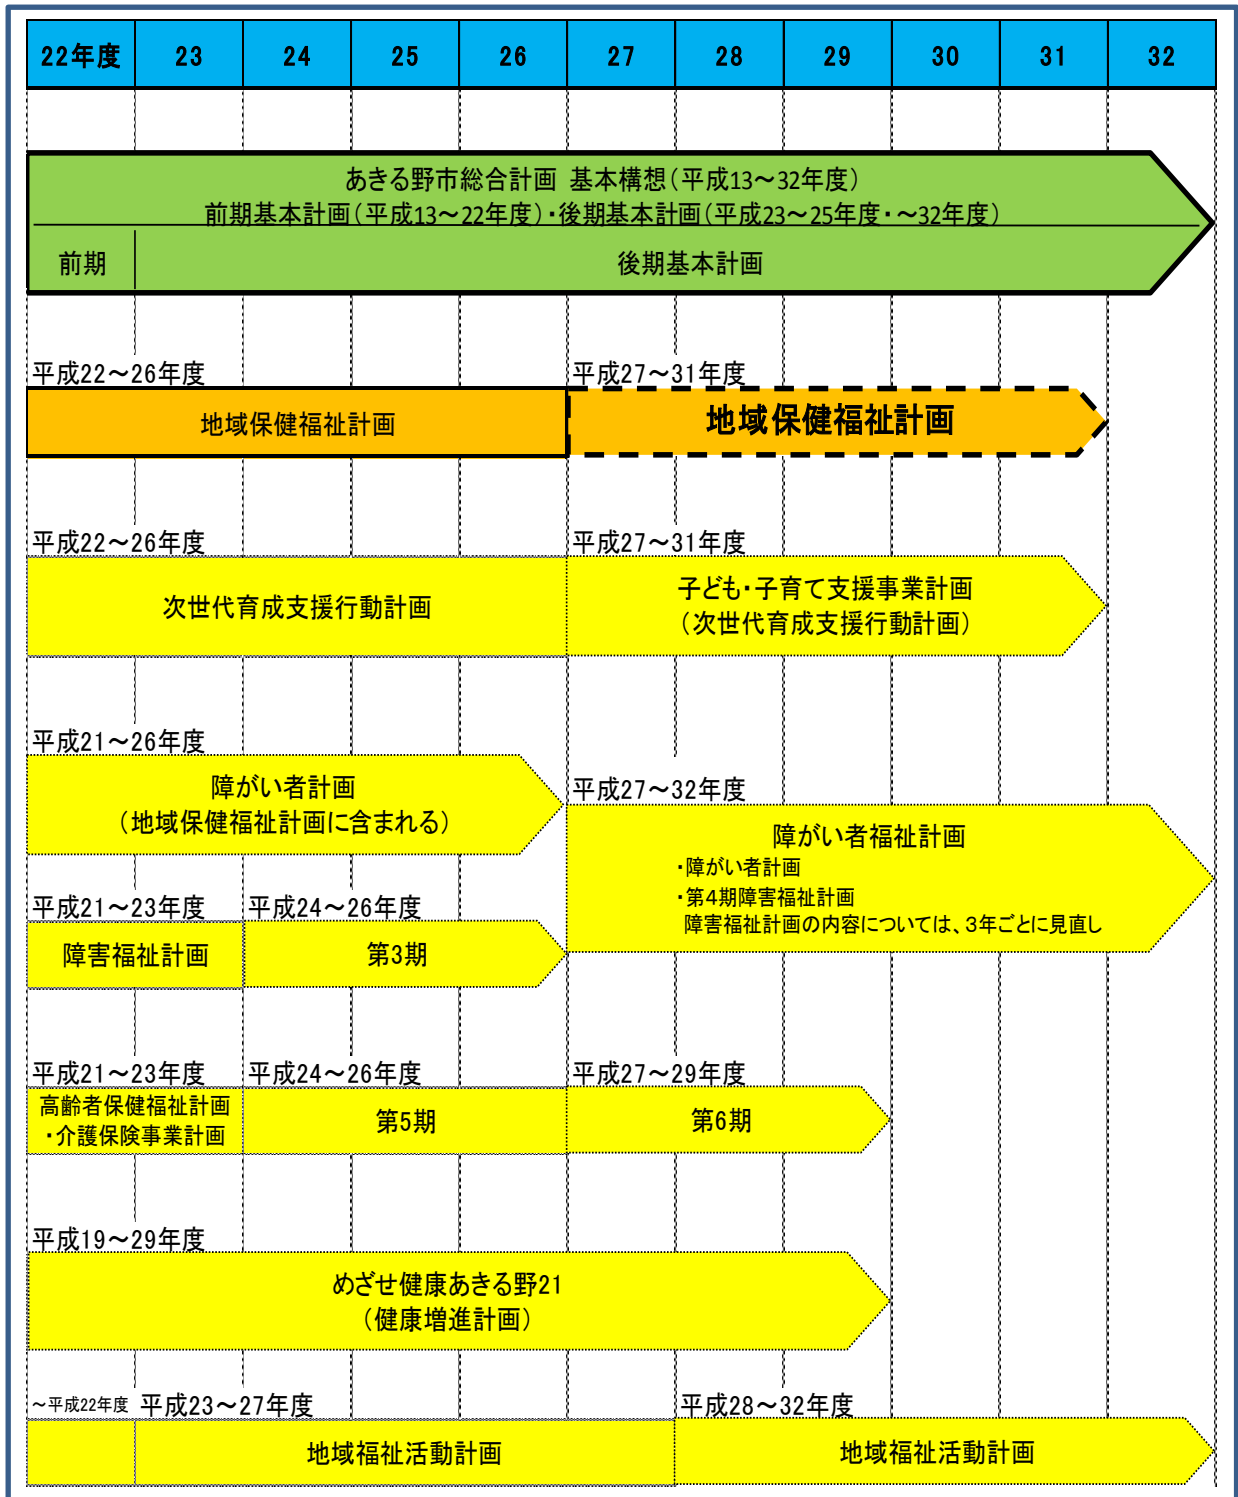 22年度 23 24 25 26 27 28 29 30 31 32
あきる野市総合計画 基本構想(平成13～32年度)
前期基本計画(平成13～22年度)・後期基本計画(平成23～25年度・～32年度)
前期 後期基本計画
平成22～26年度 平成27～31年度
地域保健福祉計画 地域保健福祉計画
平成22～26年度 平成27～31年度
次世代育成支援行動計画
子ども・子育て支援事業計画
(次世代育成支援行動計画)
平成21～26年度
障がい者計画
(地域保健福祉計画に含まれる)
平成27～32年度
障がい者福祉計画
・障がい者計画
・第4期障害福祉計画
障害福祉計画の内容については、3年ごとに見直し
平成21～23年度 平成24～26年度
障害福祉計画 第3期
平成21～23年度 平成24～26年度 平成27～29年度
高齢者保健福祉計画
・介護保険事業計画
第5期 第6期
平成19～29年度
めざせ健康あきる野21
(健康増進計画)
～平成22年度 平成23～27年度 平成28～32年度
地域福祉活動計画 地域福祉活動計画